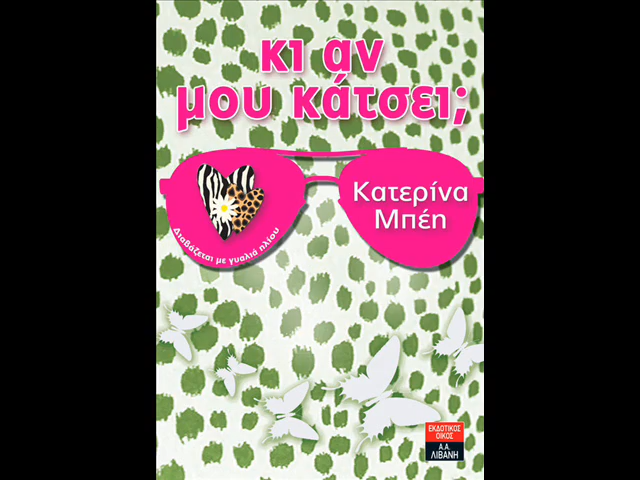 κι αν
μου κάτσει;
Κατερίνα
Μπέη
Διαβάζεται με γυαλιά ηλίου
ΕΚΔΟΤΙΚΟΣ
ΟΙΚΟΣ
Α.Α.
ΛΙΒΑΝΗ